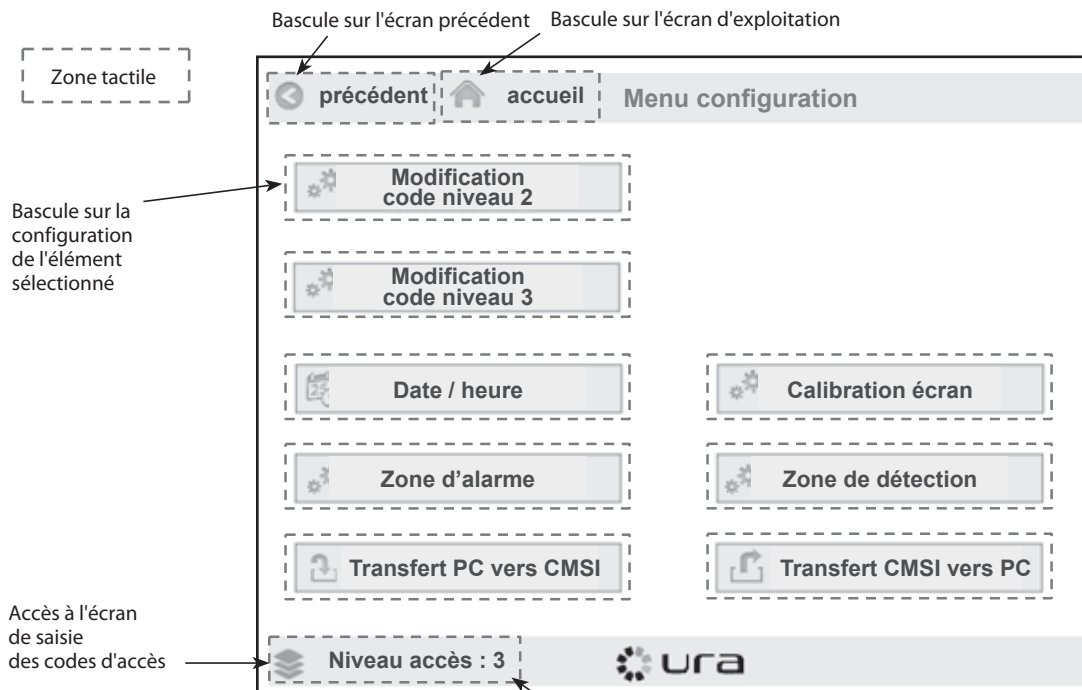 Bascule sur l'écran précédent
Bascule sur l'écran d'exploitation
Zone tactile
précédent
accueil
Menu configuration
Modification
code niveau 2
Bascule sur la
configuration
de l'élément
sélectionné
Modification
code niveau 3
Date / heure
Calibration écran
Zone d'alarme
Zone de détection
Transfert PC vers CMSI
Transfert CMSI vers PC
Accès à l'écran
de saisie
des codes d'accès
Niveau accès : 3
ura